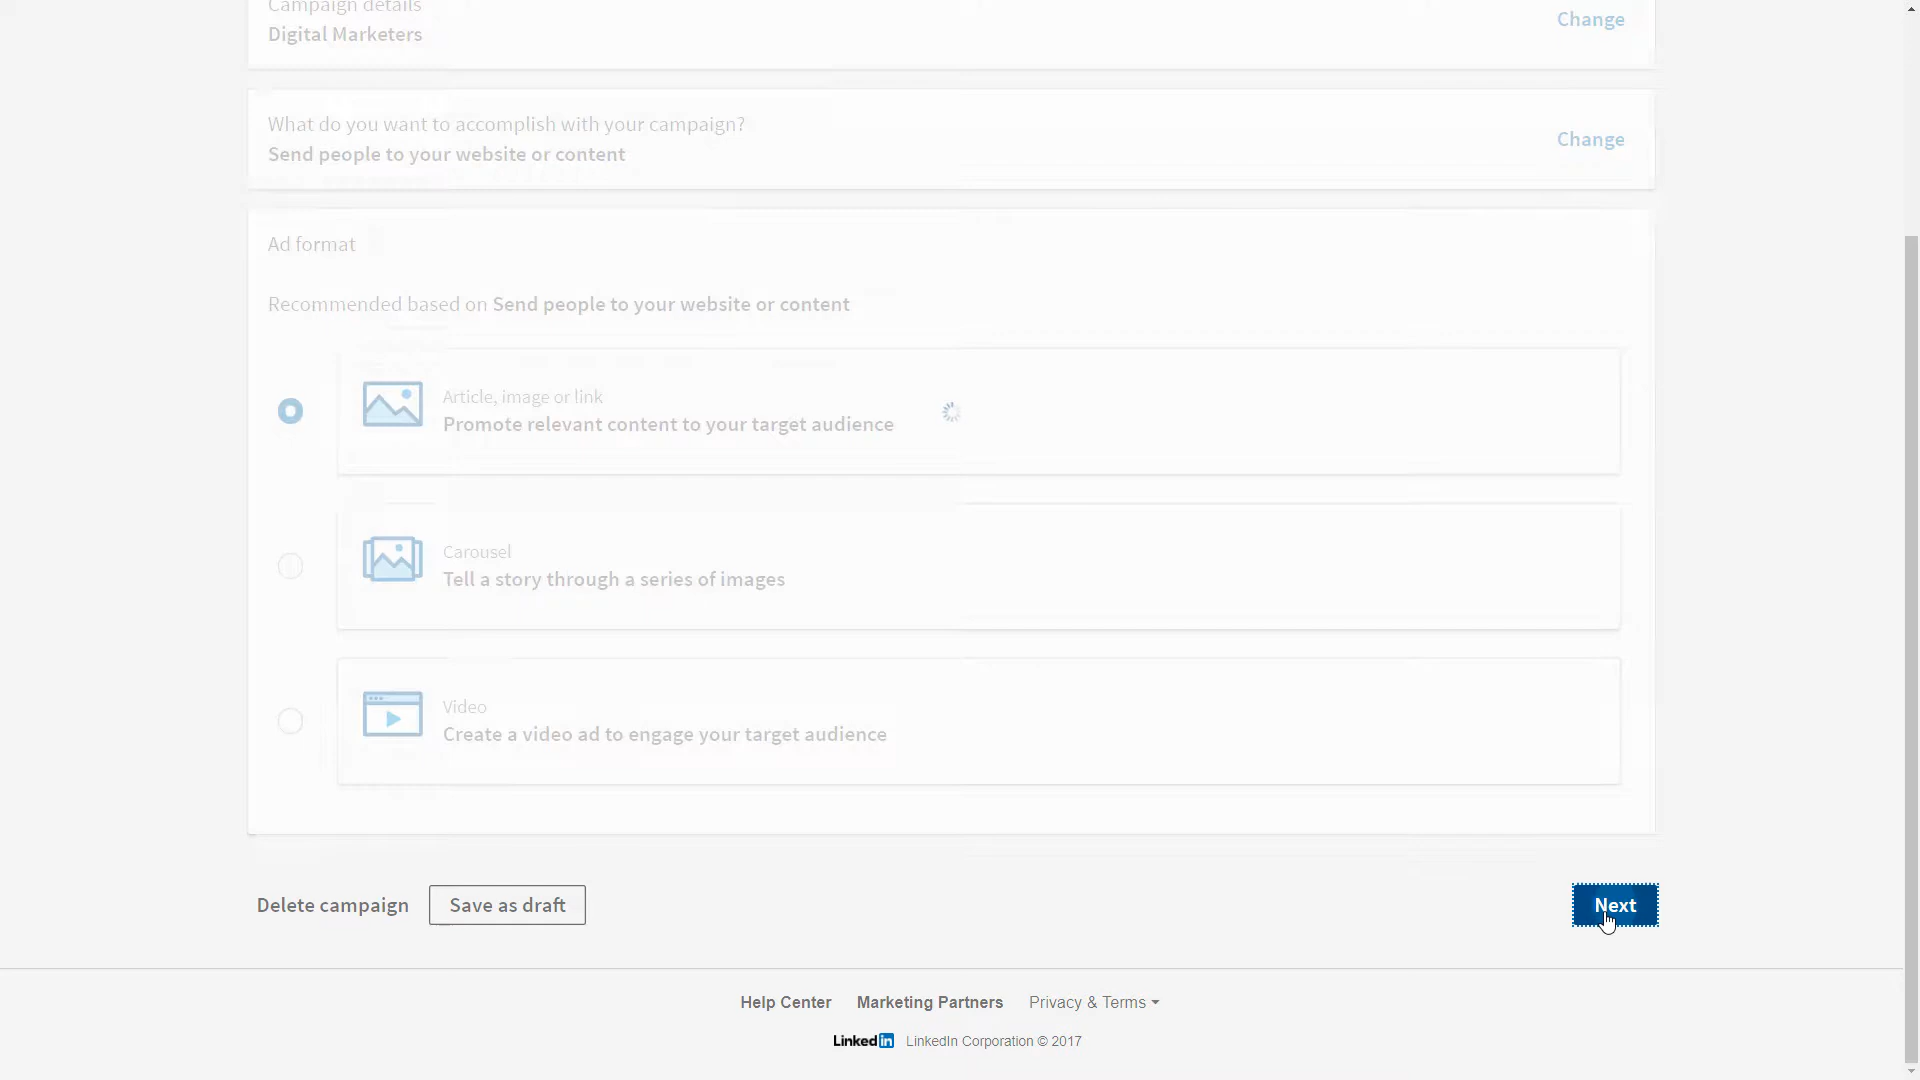 Campaign details
Digital Marketers
Change
What do you want to accomplish with your campaign?
Send people to your website or content
Change
Ad format
Recommended based on Send people to your website or content
Article, image or link
Promote relevant content to your target audience
Carousel
Tell a story through a series of images
Video
Create a video ad to engage your target audience
Delete campaign
Save as draft
Next
Help Center
Marketing Partners
Privacy & Terms
LinkedIn
LinkedIn Corporation © 2017